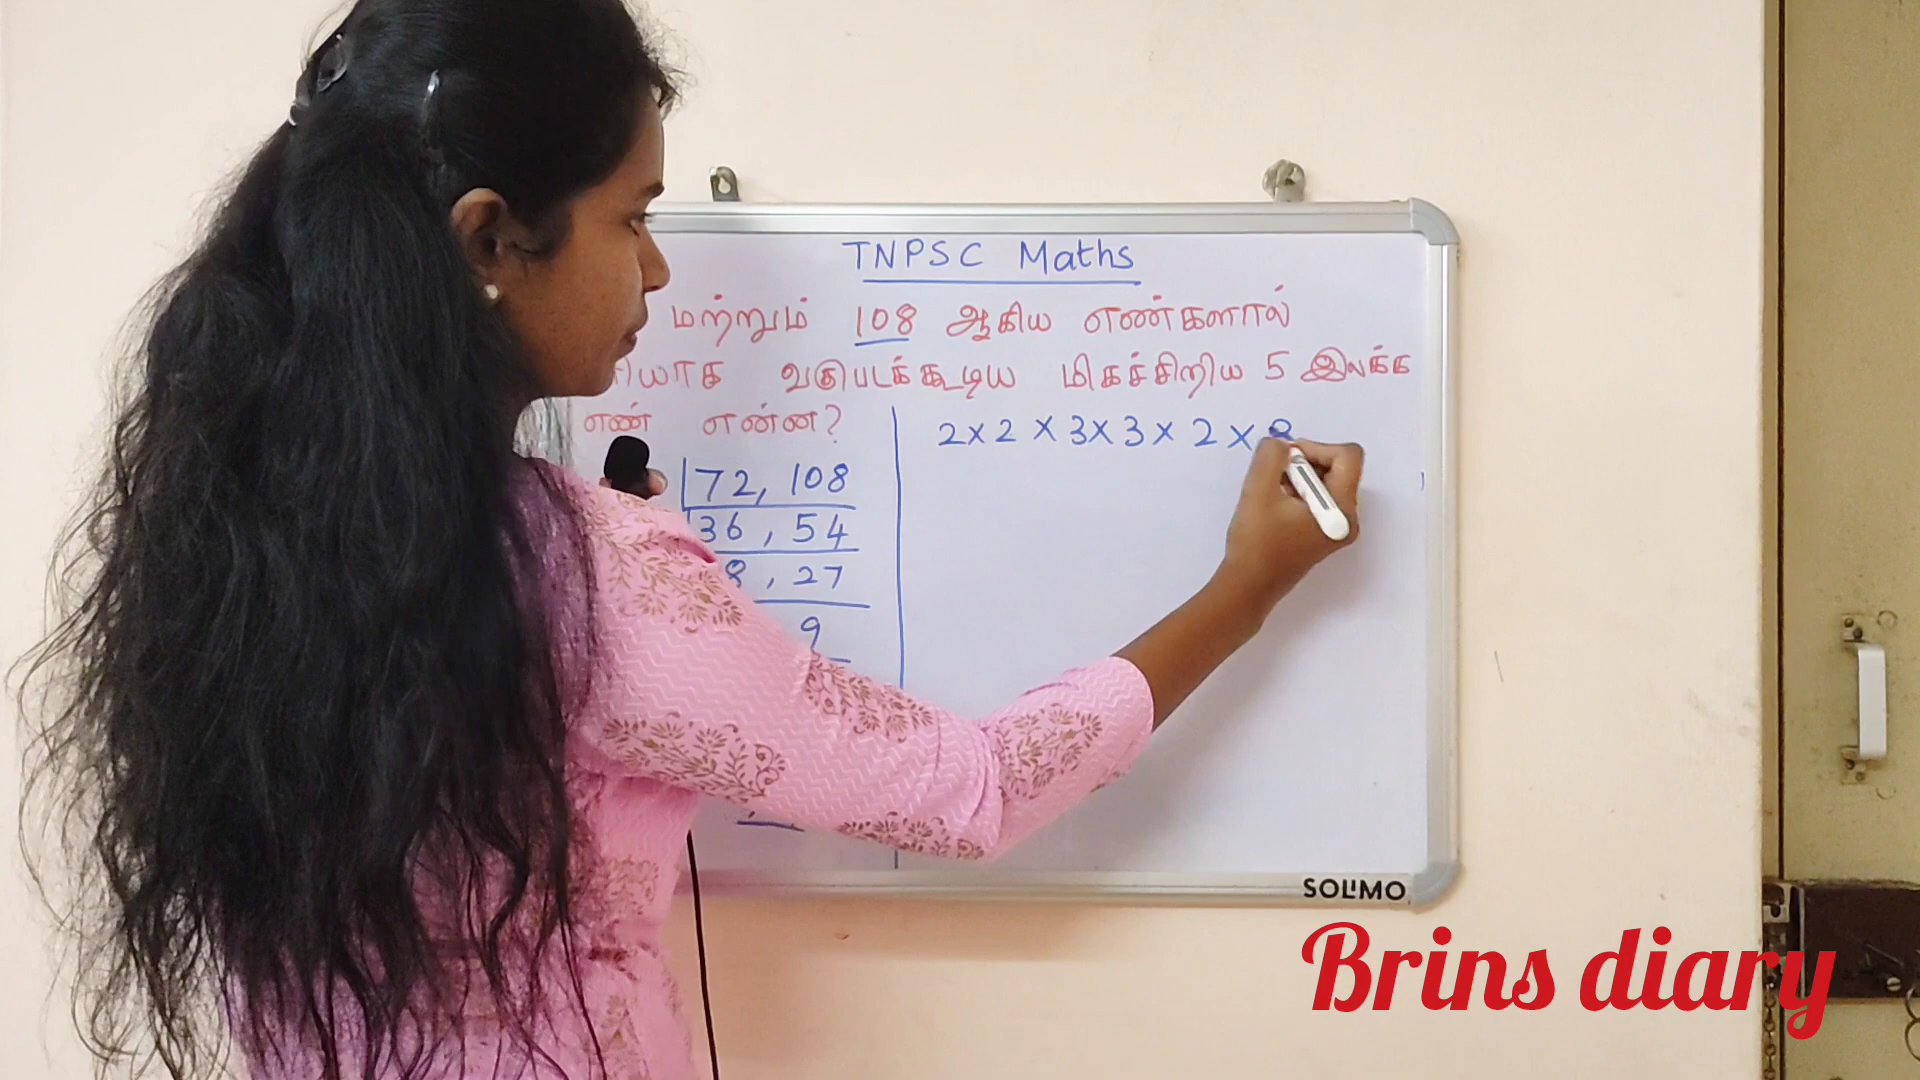 TNPSC Maths
மற்றும் 108 ஆகிய எண்களால்
வகுபடக்கூடிய மிகச்சிறிய 5 இலக்க
எண் என்ன?
2 x 2 x 3 x 3 x 2 x
72, 108
36, 54
8, 27
9
SOLIMO
Brins diary